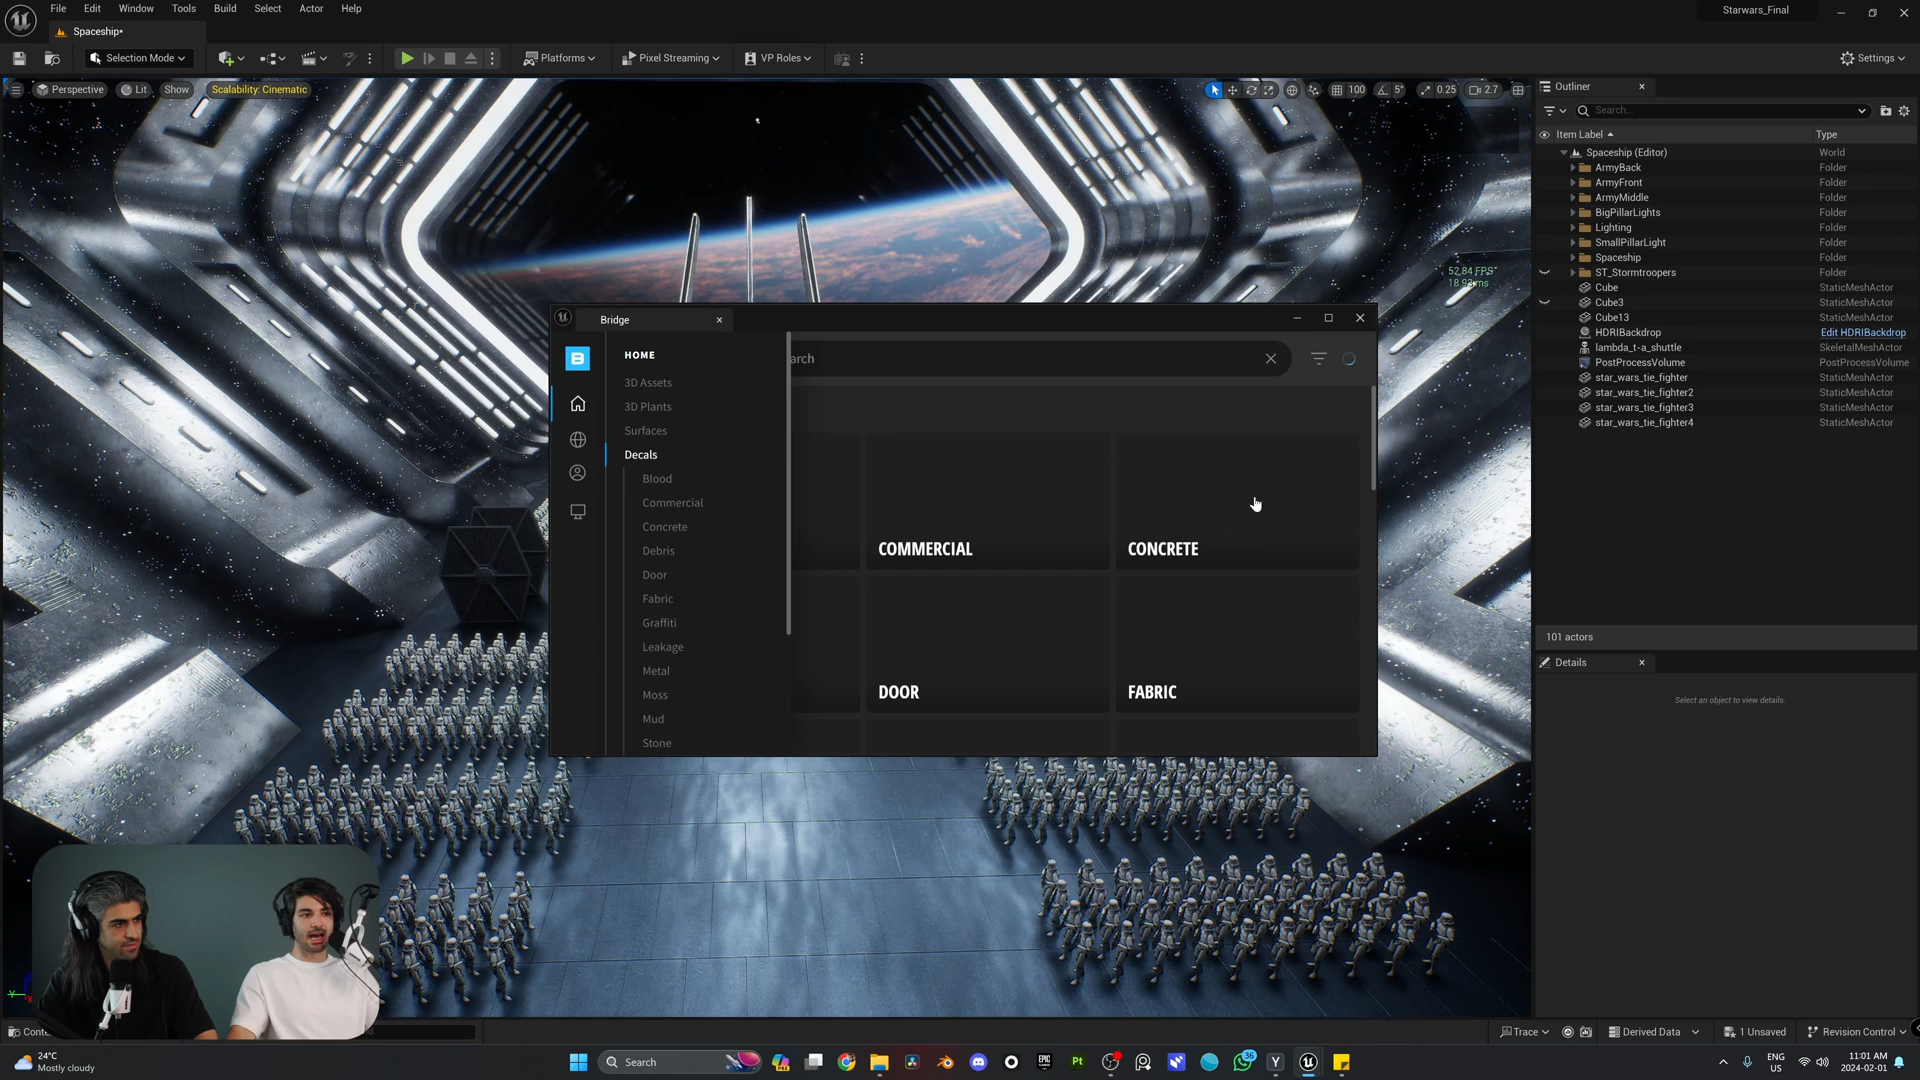 File Edit Window Tools Build Select Actor Help
Starwars_Final
Spaceship*
Selection Mode
Platforms
Pixel Streaming
VP Roles
Settings
Perspective
Lit
Show
Scalability: Cinematic
100
5°
0.25
2.7
52.84 FPS
Outliner
Search...
Item Label
Type
Spaceship (Editor) World
ArmyBack Folder
ArmyFront Folder
ArmyMiddle Folder
BigPillarLights Folder
Lighting Folder
SmallPillarLight Folder
Spaceship Folder
ST_Stormtroopers Folder
Cube StaticMeshActor
Cube3 StaticMeshActor
Cube13 StaticMeshActor
HDRIBackdrop Edit HDRIBackdrop
lambda_t-a_shuttle SkeletalMeshActor
PostProcessVolume PostProcessVolume
star_wars_tie_fighter StaticMeshActor
star_wars_tie_fighter2 StaticMeshActor
star_wars_tie_fighter3 StaticMeshActor
star_wars_tie_fighter4 StaticMeshActor
101 actors
Details
Select an object to view details.
Bridge
HOME
3D Assets
3D Plants
Surfaces
Decals
Blood
Commercial
Concrete
Debris
Door
Fabric
Graffiti
Leakage
Metal
Moss
Mud
Stone
arch
COMMERCIAL
CONCRETE
DOOR
FABRIC
Conte
Trace
Derived Data
1 Unsaved
Revision Control
24°C
Mostly cloudy
Search
EPIC
Pt
36
ENG
US
11:01 AM
2024-02-01